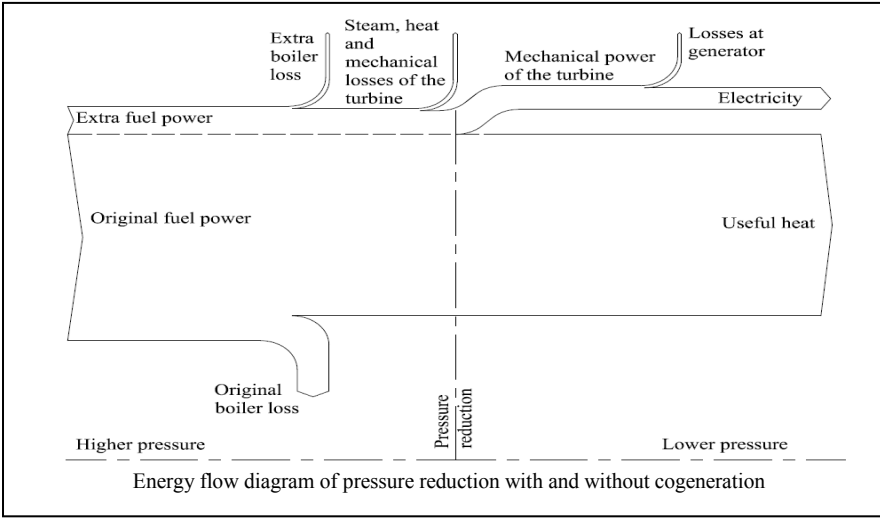 Extra
boiler
loss
Steam, heat
and
mechanical
losses of the
turbine
Mechanical power
of the turbine
Losses at
generator
Electricity
Extra fuel power
Original fuel power
Useful heat
Original
boiler loss
Pressure
reduction
Higher pressure
Lower pressure
Energy flow diagram of pressure reduction with and without cogeneration